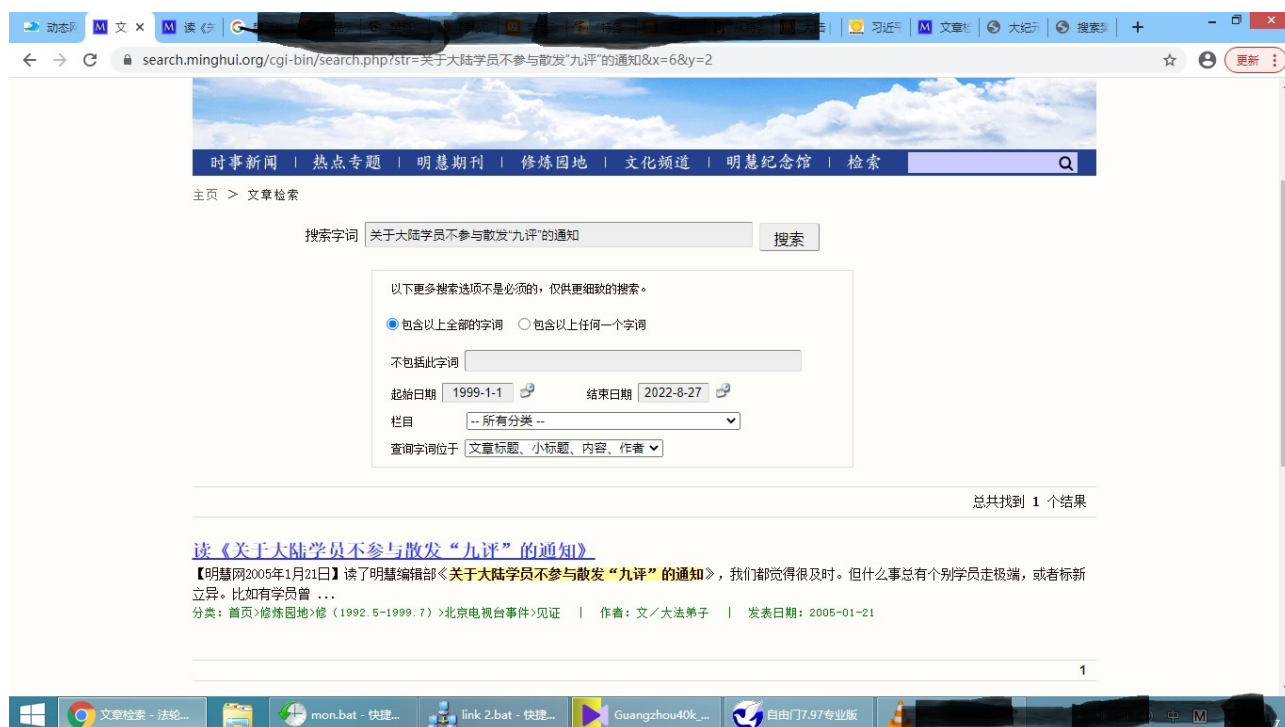 动态网 文 × 读《关 习近平 文章检 大纪元 搜索梨 +
search.minghui.org/cgi-bin/search.php?str=关于大陆学员不参与散发“九评”的通知&x=6&y=2 更新
时事新闻 | 热点专题 | 明慧期刊 | 修炼园地 | 文化频道 | 明慧纪念馆 | 检索
主页 > 文章检索
搜索字词 关于大陆学员不参与散发“九评”的通知 搜索
以下更多搜索选项不是必须的，仅供更细致的搜索。
包含以上全部的字词 包含以上任何一个字词
不包括此字词
起始日期 1999-1-1 结束日期 2022-8-27
栏目 -- 所有分类 --
查询字词位于 文章标题、小标题、内容、作者
总共找到 1 个结果
读《关于大陆学员不参与散发“九评”的通知》
【明慧网2005年1月21日】读了明慧编辑部《关于大陆学员不参与散发“九评”的通知》，我们都觉得很及时。但什么事总有个别学员走极端，或者标新
立异。比如有学员曾 ...
分类：首页>修炼园地>修（1992.5-1999.7）>北京电视台事件>见证 | 作者：文／大法弟子 | 发表日期：2005-01-21
1
文章检索 - 法轮... mon.bat - 快捷... link 2.bat - 快捷... Guangzhou40k_... 自由门7.97专业版 中 M